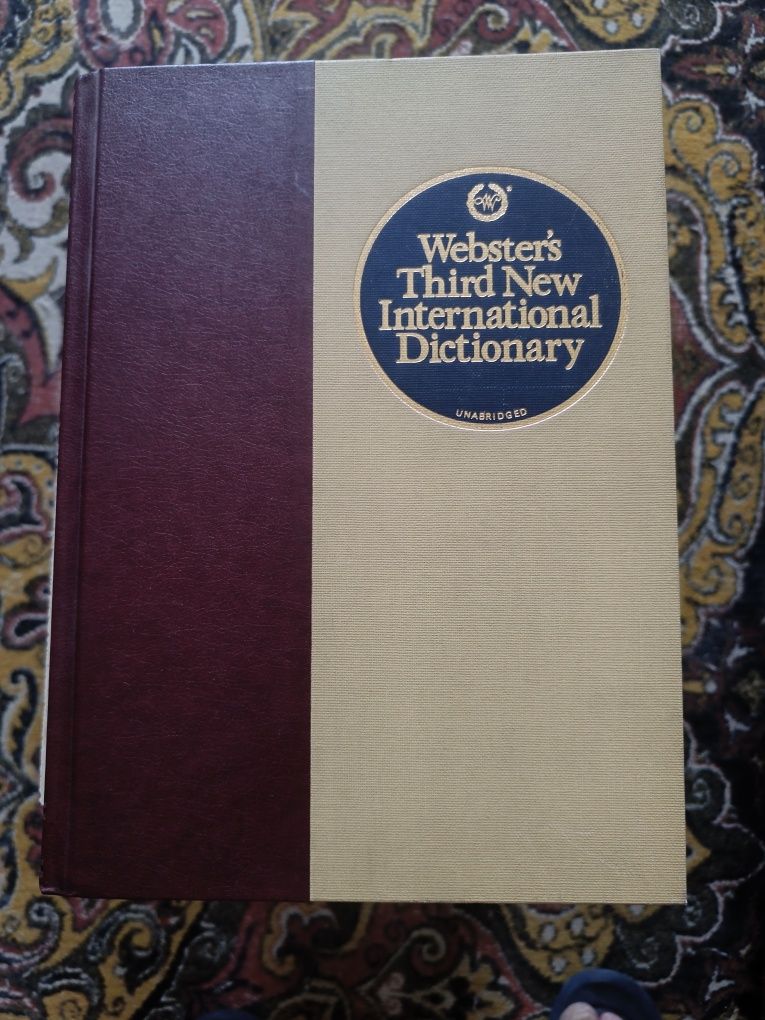 Webster's
Third New
International
Dictionary
UNABRIDGED